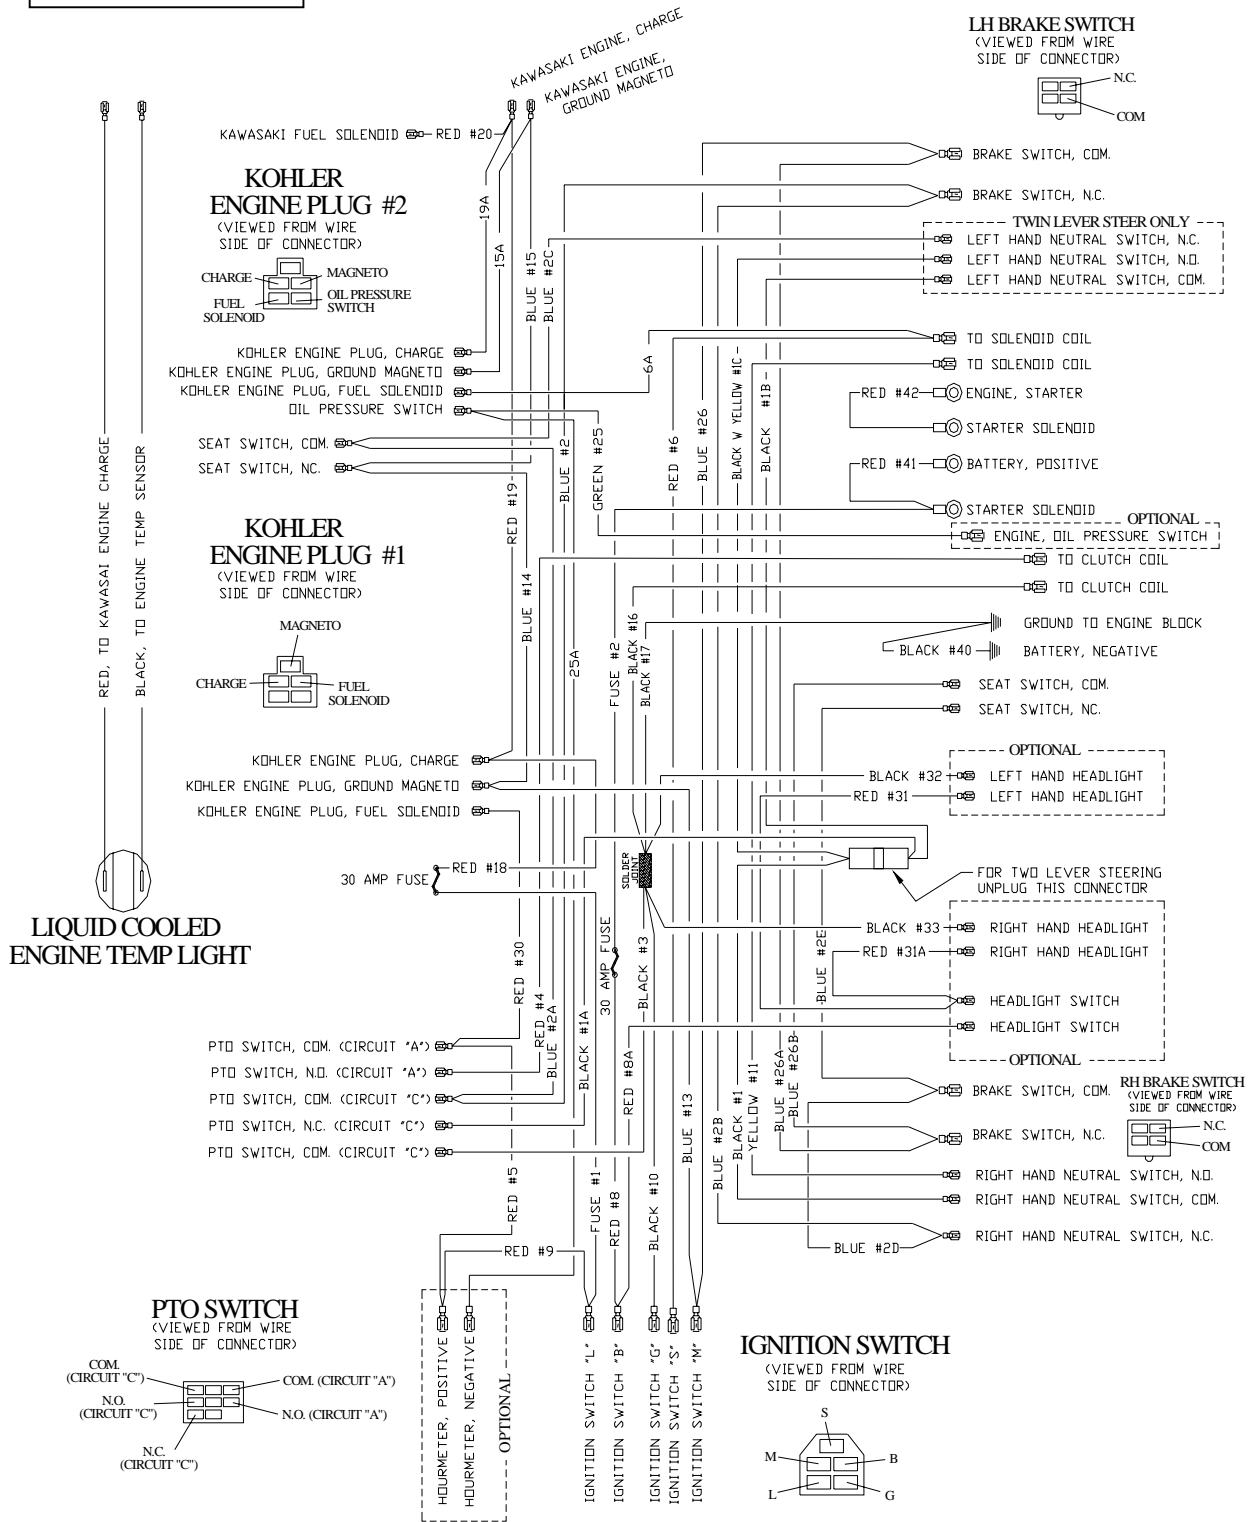 KAWASAKI ENGINE, CHARGE
KAWASAKI ENGINE,
GROUND MAGNETO
KAWASAKI FUEL SOLENOID
RED #20
LH BRAKE SWITCH
(VIEWED FROM WIRE
SIDE OF CONNECTOR)
N.C.
COM
KOHLER
ENGINE PLUG #2
(VIEWED FROM WIRE
SIDE OF CONNECTOR)
CHARGE
MAGNETO
FUEL
SOLENOID
OIL PRESSURE
SWITCH
19A
15A
BLUE #15
BLUE #2C
BRAKE SWITCH, COM.
BRAKE SWITCH, N.C.
TWIN LEVER STEER ONLY
LEFT HAND NEUTRAL SWITCH, N.C.
LEFT HAND NEUTRAL SWITCH, N.O.
LEFT HAND NEUTRAL SWITCH, COM.
KOHLER ENGINE PLUG, CHARGE
KOHLER ENGINE PLUG, GROUND MAGNETO
KOHLER ENGINE PLUG, FUEL SOLENOID
OIL PRESSURE SWITCH
SEAT SWITCH, COM.
SEAT SWITCH, NC.
6A
BLACK W YELLOW #1C
BLACK #1B
BLUE #26
RED #6
BLUE #2
GREEN #25
RED #19
TO SOLENOID COIL
TO SOLENOID COIL
RED #42
ENGINE, STARTER
STARTER SOLENOID
RED #41
BATTERY, POSITIVE
STARTER SOLENOID
OPTIONAL
ENGINE, OIL PRESSURE SWITCH
TO CLUTCH COIL
TO CLUTCH COIL
GROUND TO ENGINE BLOCK
BLACK #40
BATTERY, NEGATIVE
SEAT SWITCH, COM.
SEAT SWITCH, NC.
RED, TO KAWASAI ENGINE CHARGE
BLACK, TO ENGINE TEMP SENSOR
KOHLER
ENGINE PLUG #1
(VIEWED FROM WIRE
SIDE OF CONNECTOR)
MAGNETO
CHARGE
FUEL
SOLENOID
BLUE #14
25A
FUSE #2
BLACK #16
BLACK #17
KOHLER ENGINE PLUG, CHARGE
KOHLER ENGINE PLUG, GROUND MAGNETO
KOHLER ENGINE PLUG, FUEL SOLENOID
OPTIONAL
BLACK #32
LEFT HAND HEADLIGHT
RED #31
LEFT HAND HEADLIGHT
RED #18
30 AMP FUSE
SOLDER
JOINT
FOR TWO LEVER STEERING
UNPLUG THIS CONNECTOR
LIQUID COOLED
ENGINE TEMP LIGHT
BLACK #33
RIGHT HAND HEADLIGHT
RED #31A
RIGHT HAND HEADLIGHT
HEADLIGHT SWITCH
HEADLIGHT SWITCH
OPTIONAL
RED #30
RED #4
BLUE #2A
BLACK #1A
30 AMP FUSE
BLACK #3
RED #8A
BLUE #13
BLUE #2B
BLACK #1
YELLOW #11
BLUE #26A
BLUE #26B
BLUE #2E
PTO SWITCH, COM. (CIRCUIT "A")
PTO SWITCH, N.O. (CIRCUIT "A")
PTO SWITCH, COM. (CIRCUIT "C")
PTO SWITCH, N.C. (CIRCUIT "C")
PTO SWITCH, COM. (CIRCUIT "C")
BRAKE SWITCH, COM.
BRAKE SWITCH, N.C.
RIGHT HAND NEUTRAL SWITCH, N.O.
RIGHT HAND NEUTRAL SWITCH, COM.
RIGHT HAND NEUTRAL SWITCH, N.C.
BLUE #2D
RH BRAKE SWITCH
(VIEWED FROM WIRE
SIDE OF CONNECTOR)
N.C.
COM
RED #5
RED #9
FUSE #1
RED #8
BLACK #10
PTO SWITCH
(VIEWED FROM WIRE
SIDE OF CONNECTOR)
COM.
(CIRCUIT "C")
COM. (CIRCUIT "A")
N.O.
(CIRCUIT "C")
N.O. (CIRCUIT "A")
N.C.
(CIRCUIT "C")
HOURMETER, POSITIVE
HOURMETER, NEGATIVE
OPTIONAL
IGNITION SWITCH "L"
IGNITION SWITCH "B"
IGNITION SWITCH "G"
IGNITION SWITCH "S"
IGNITION SWITCH "M"
IGNITION SWITCH
(VIEWED FROM WIRE
SIDE OF CONNECTOR)
S
M
B
L
G